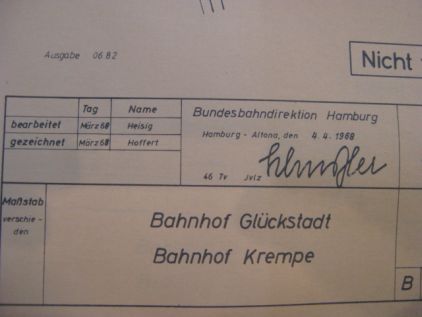 Ausgabe 06.82
Nicht
Tag Name
bearbeitet März 68 Heisig
gezeichnet März 68 Hoffert
Bundesbahndirektion Hamburg
Hamburg - Altona, den 4. 4. 1968
46 Tv Jvlz
Maßstab
verschie-
den
Bahnhof Glückstadt
Bahnhof Krempe
B